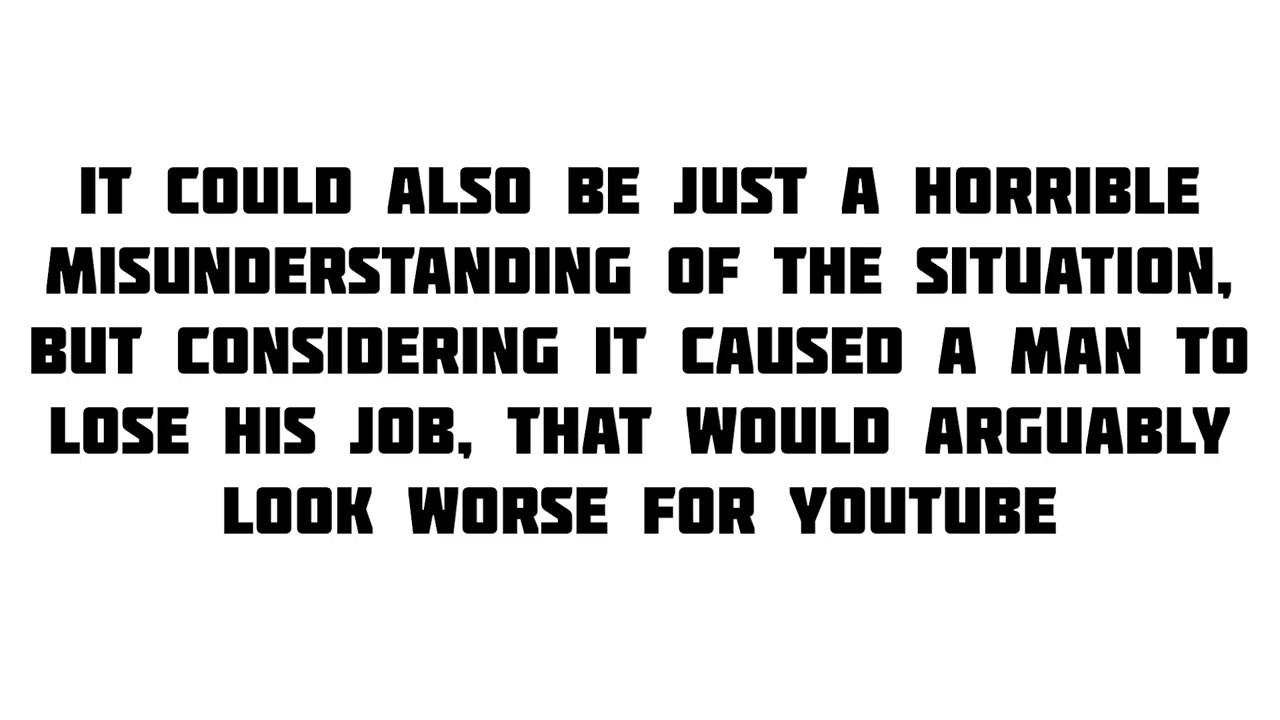 IT COULD ALSO BE JUST A HORRIBLE
MISUNDERSTANDING OF THE SITUATION,
BUT CONSIDERING IT CAUSED A MAN TO
LOSE HIS JOB, THAT WOULD ARGUABLY
LOOK WORSE FOR YOUTUBE